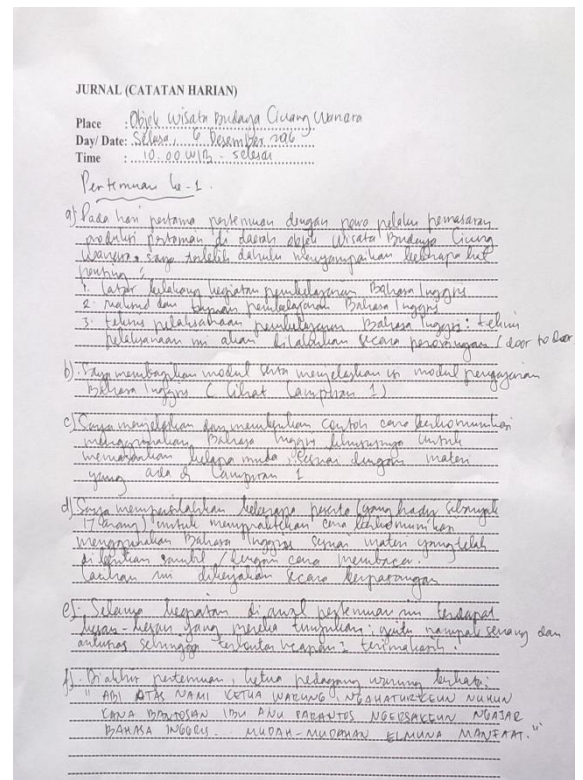 JURNAL (CATATAN HARIAN)
Place : Objek Wisata Budaya Ciung Wanara
Day/ Date: Selasa, 6 Desember 2016
Time : 10.00 WIB - selesai
Pertemuan ke-1.
a) Pada hari pertama pertemuan dengan para pelaku pemasaran
produksi pertanian di daerah objek wisata Budaya Ciung
Wanara, saya terlebih dahulu menyampaikan beberapa hal
penting :
1. latar belakang kegiatan pembelajaran Bahasa Inggris
2. maksud dan tujuan pembelajaran Bahasa Inggris
3. teknis pelaksanaan pembelajaran Bahasa Inggris : teknis
pelaksanaan ini akan dilakukan secara perorangan / door to door
b). Saya membagikan modul serta menjelaskan isi modul pengajaran
Bahasa Inggris ( Lihat Lampiran 1)
c) Saya menjelaskan dan memberikan contoh cara berkomunikasi
menggunakan Bahasa Inggris khususnya untuk
memasarkan kelapa muda, sesuai dengan materi
yang ada di Lampiran 1
d) Saya mempersilahkan beberapa peserta (yang hadir sebanyak
17 orang) untuk mempraktekan cara berkomunikasi
menggunakan Bahasa Inggris sesuai materi yang telah
diberikan sambil / dengan cara membaca.
Latihan ini dikerjakan secara berpasangan
e). Selama kegiatan di awal pertemuan ini terdapat
kesan-kesan yang mereka tunjukan ; yaitu nampak senang dan
antusias sehingga terlontar ucapan : terimakasih.
f). Diakhir pertemuan, ketua pedagang warung berkata:
" ABI ATAS NAMI KETUA WARUNG, NGAHATURKEUN NUHUN
KANA BANTOSAN IBU ANU PARANTOS NGERSAKEUN NGAJAR
BAHASA INGGRIS. MUDAH-MUDAHAN ELMUNA MANFAAT."